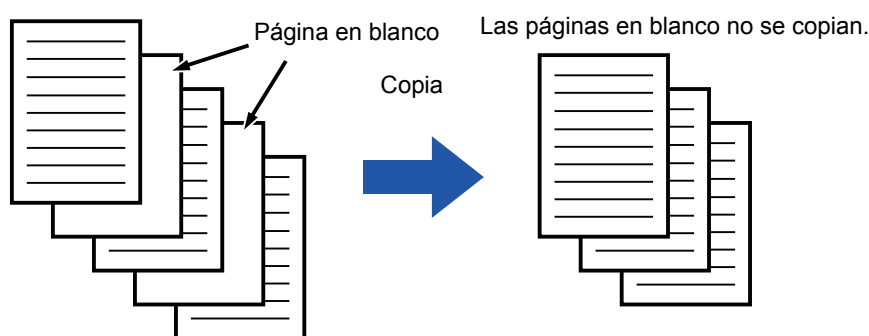 Página en blanco
Las páginas en blanco no se copian.
Copia